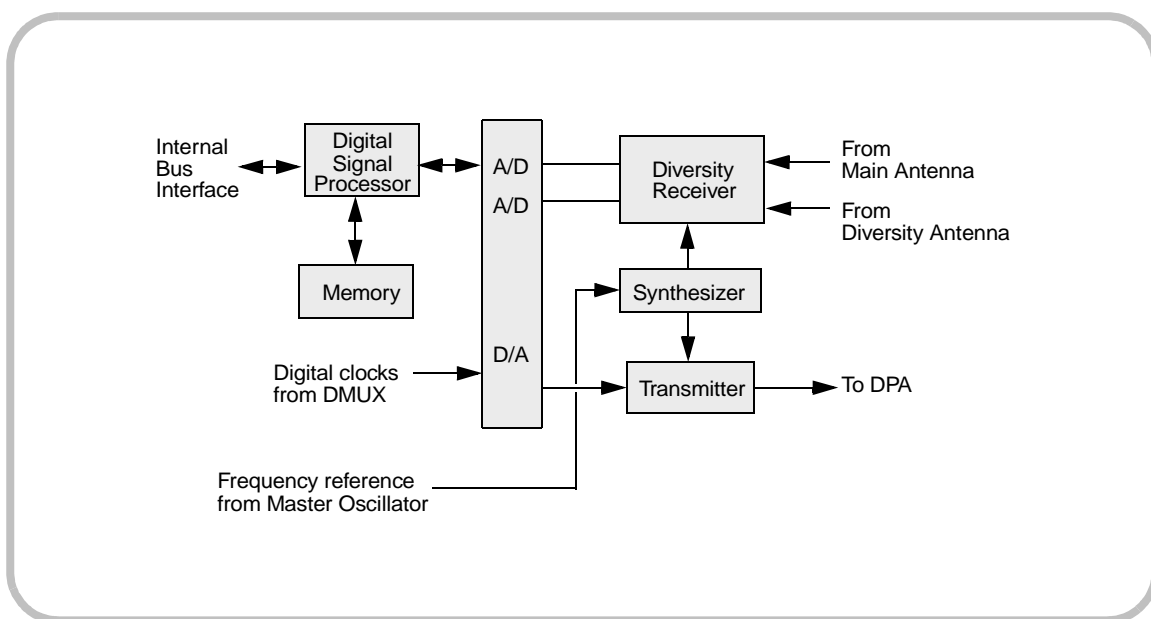 Internal
Bus
Interface
Digital
Signal
Processor
Memory
A/D
A/D
D/A
Diversity
Receiver
From
Main Antenna
From
Diversity Antenna
Synthesizer
Digital clocks
from DMUX
Transmitter
To DPA
Frequency reference
from Master Oscillator